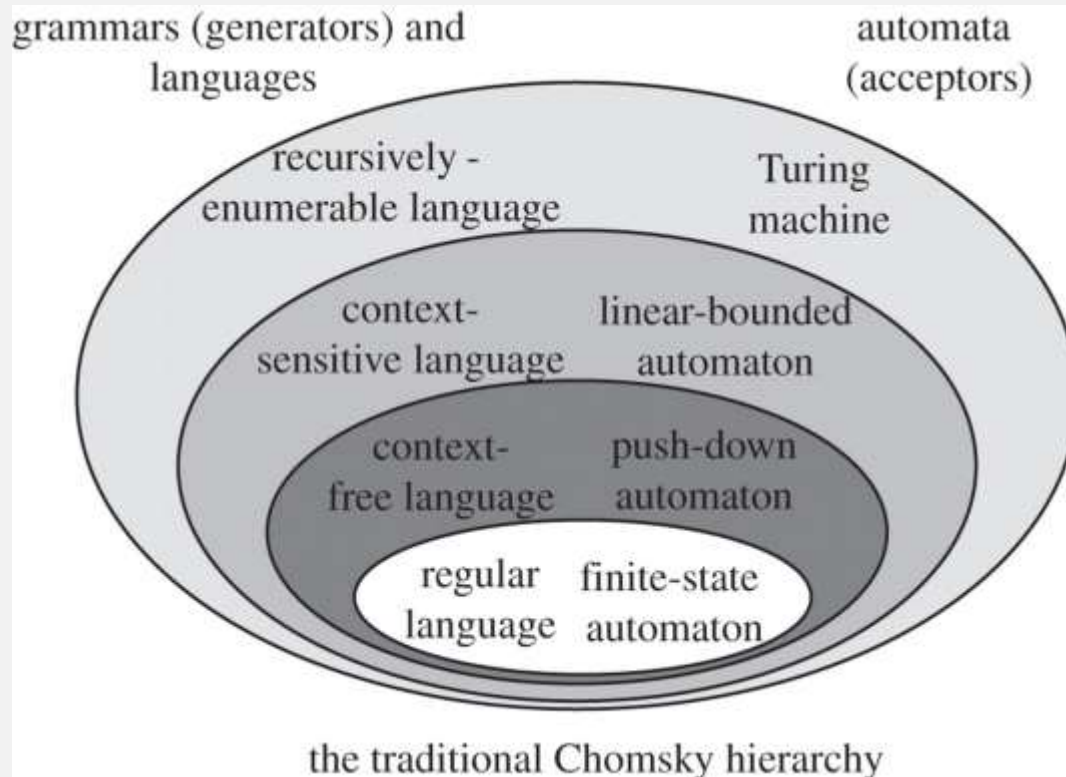 grammars (generators) and
languages
automata
(acceptors)
recursively -
enumerable language
Turing
machine
context-
sensitive language
linear-bounded
automaton
context-
free language
push-down
automaton
regular
language
finite-state
automaton
the traditional Chomsky hierarchy